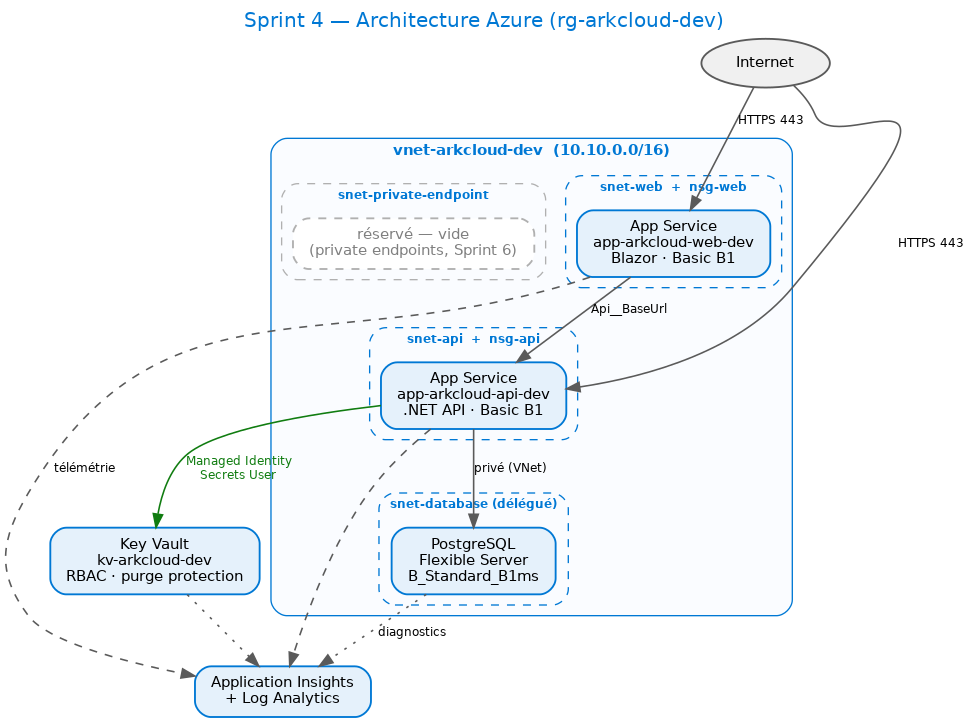 Sprint 4 — Architecture Azure (rg-arkcloud-dev)
Internet
HTTPS 443
vnet-arkcloud-dev  (10.10.0.0/16)
snet-web  +  nsg-web
snet-private-endpoint
App Service
app-arkcloud-web-dev
Blazor · Basic B1
réservé — vide
(private endpoints, Sprint 6)
HTTPS 443
Api__BaseUrl
snet-api  +  nsg-api
App Service
app-arkcloud-api-dev
.NET API · Basic B1
Managed Identity
Secrets User
télémétrie
privé (VNet)
snet-database (délégué)
Key Vault
kv-arkcloud-dev
RBAC · purge protection
PostgreSQL
Flexible Server
B_Standard_B1ms
diagnostics
Application Insights
+ Log Analytics